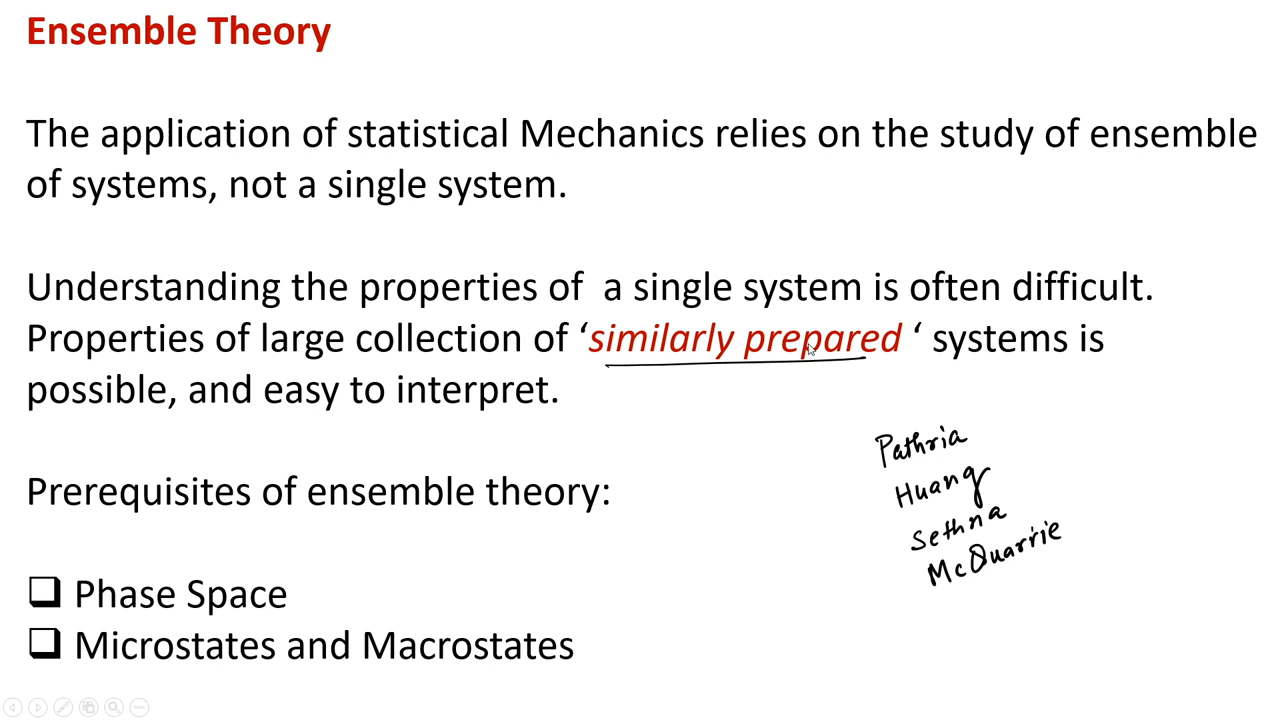 Ensemble Theory
The application of statistical Mechanics relies on the study of ensemble
of systems, not a single system.
Understanding the properties of  a single system is often difficult.
Properties of large collection of ‘similarly prepared ‘ systems is
possible, and easy to interpret.
Pathria
Huang
Sethna
McQuarrie
Prerequisites of ensemble theory:
❑ Phase Space
❑ Microstates and Macrostates